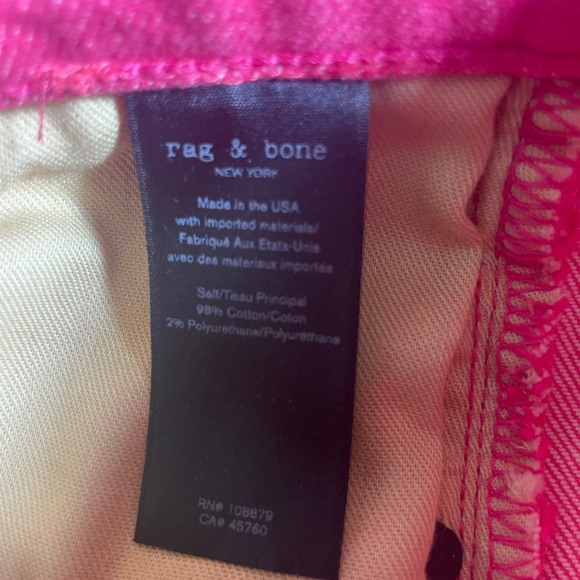 rag & bone
NEW YORK
Made in the USA
with imported materials/
Fabriqué Aux Etats-Unis
avec des materiaux importés
Self/Tissu Principal
98% Cotton/Coton
2% Polyurethane/Polyuréthane
RN# 108879
CA# 45760